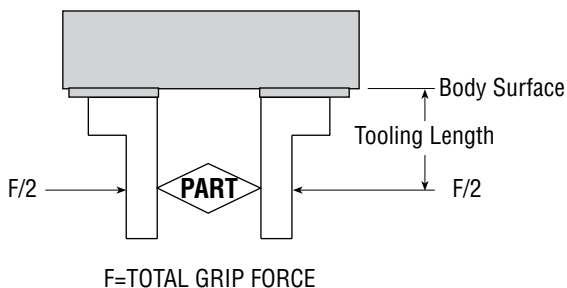 Body Surface
Tooling Length
F/2
PART
F/2
F=TOTAL GRIP FORCE